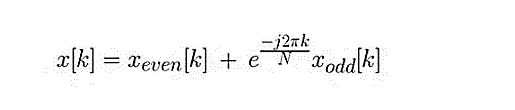 x[k] = x_{even}[k] + e^{\frac{-j2\pi k}{N}} x_{odd}[k]